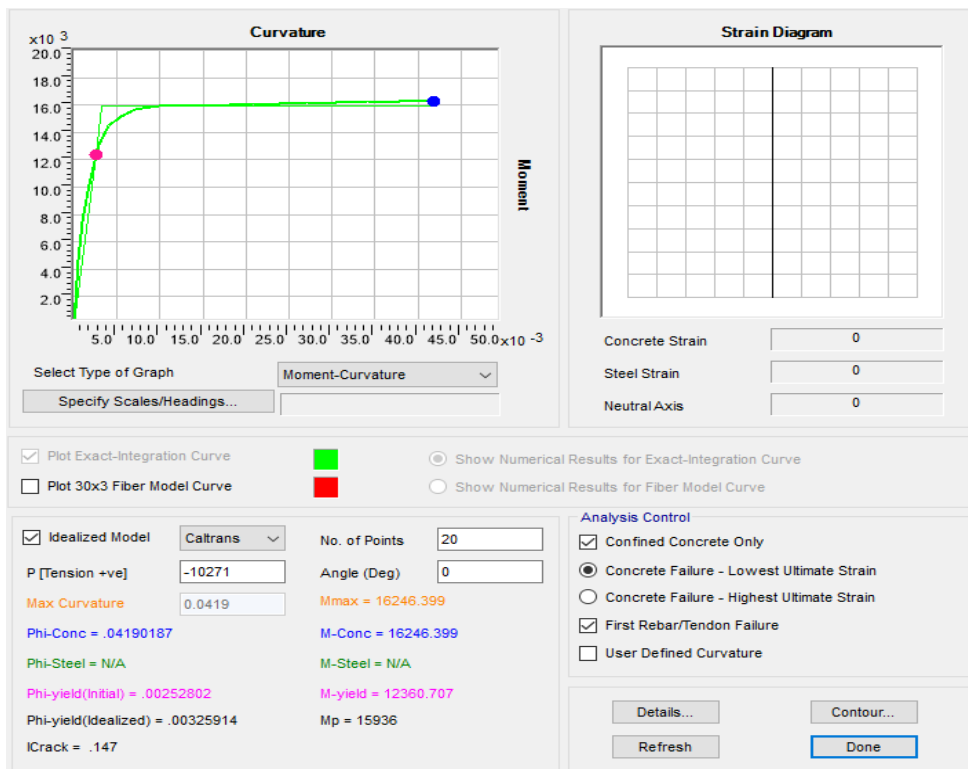 Curvature
x10 3
20.0
18.0
16.0
14.0
12.0
10.0
8.0
6.0
4.0
2.0
5.0 10.0 15.0 20.0 25.0 30.0 35.0 40.0 45.0 50.0 x10 -3
Moment
Select Type of Graph Moment-Curvature
Specify Scales/Headings...
Strain Diagram
Concrete Strain 0
Steel Strain 0
Neutral Axis 0
Plot Exact-Integration Curve Show Numerical Results for Exact-Integration Curve
Plot 30x3 Fiber Model Curve Show Numerical Results for Fiber Model Curve
Idealized Model Caltrans No. of Points 20
P [Tension +ve] -10271 Angle (Deg) 0
Max Curvature 0.0419 Mmax = 16246.399
Phi-Conc = .04190187 M-Conc = 16246.399
Phi-Steel = N/A M-Steel = N/A
Phi-yield(Initial) = .00252802 M-yield = 12360.707
Phi-yield(Idealized) = .00325914 Mp = 15936
ICrack = .147
Analysis Control
Confined Concrete Only
Concrete Failure - Lowest Ultimate Strain
Concrete Failure - Highest Ultimate Strain
First Rebar/Tendon Failure
User Defined Curvature
Details... Contour...
Refresh Done